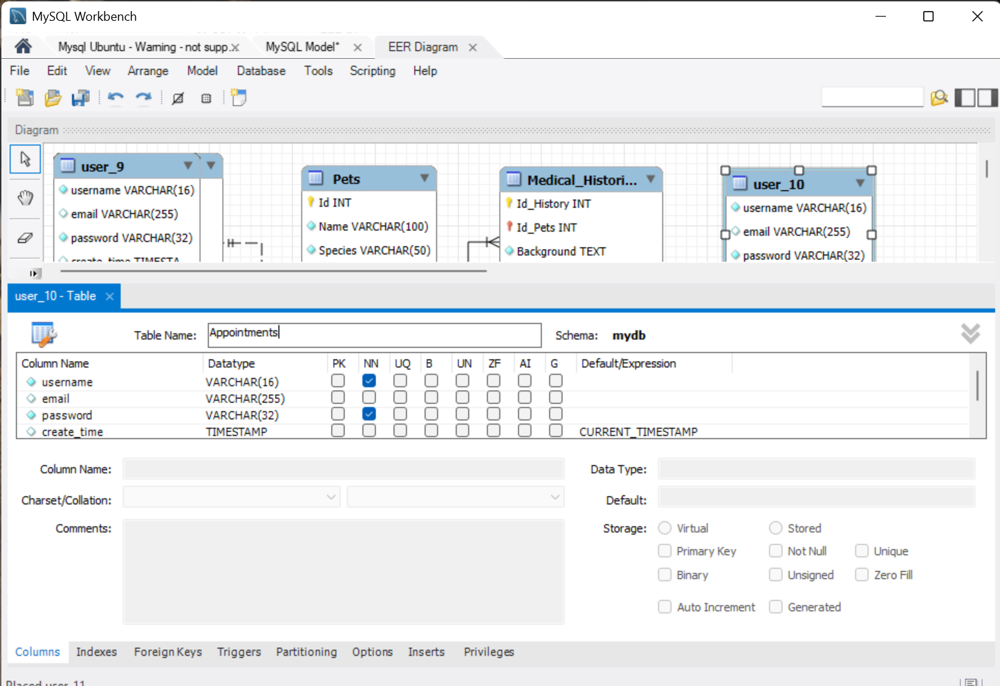 MySQL Workbench
Mysql Ubuntu - Warning - not supp.
MySQL Model*
EER Diagram
File Edit View Arrange Model Database Tools Scripting Help
Diagram
user_9
username VARCHAR(16)
email VARCHAR(255)
password VARCHAR(32)
create_time TIMESTA
Pets
Id INT
Name VARCHAR(100)
Species VARCHAR(50)
Medical_Histori...
Id_History INT
Id_Pets INT
Background TEXT
user_10
username VARCHAR(16)
email VARCHAR(255)
password VARCHAR(32)
user_10 - Table
Table Name: Appointments Schema: mydb
Column Name Datatype PK NN UQ B UN ZF AI G Default/Expression
username VARCHAR(16)
email VARCHAR(255)
password VARCHAR(32)
create_time TIMESTAMP CURRENT_TIMESTAMP
Column Name: Data Type:
Charset/Collation: Default:
Comments: Storage: Virtual Stored
Primary Key Not Null Unique
Binary Unsigned Zero Fill
Auto Increment Generated
Columns Indexes Foreign Keys Triggers Partitioning Options Inserts Privileges
Placed user_11